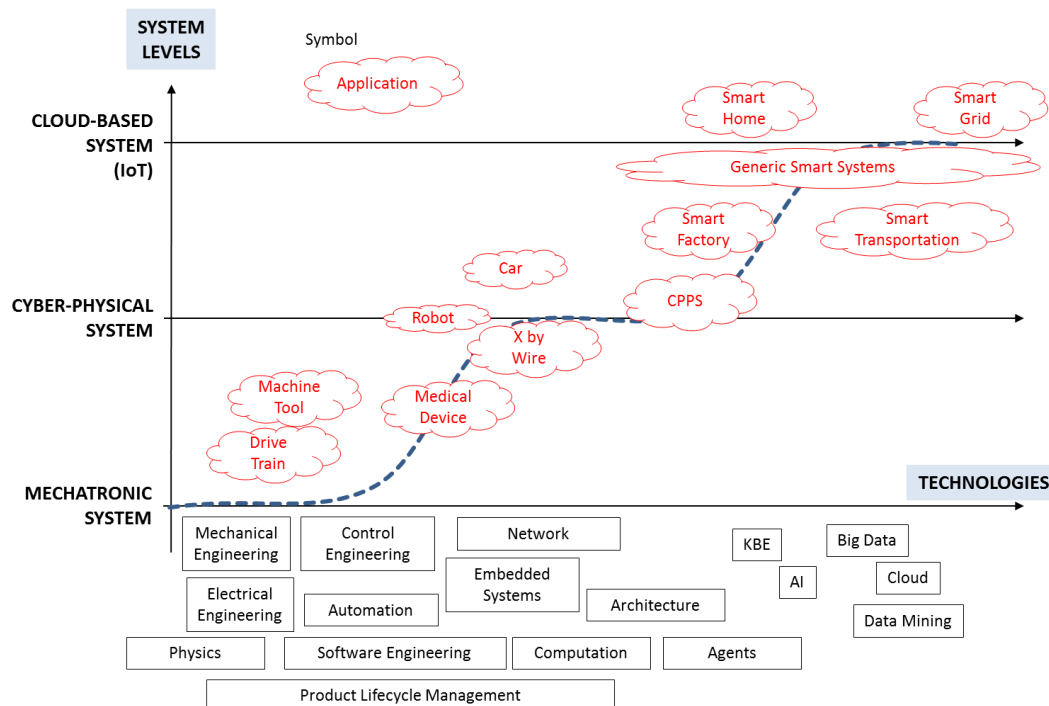 SYSTEM
LEVELS
Symbol
Application
Smart
Home
Smart
Grid
CLOUD-BASED
SYSTEM
(IoT)
Generic Smart Systems
Smart
Factory
Smart
Transportation
Car
CPPS
CYBER-PHYSICAL
SYSTEM
Robot
X by
Wire
Machine
Tool
Medical
Device
Drive
Train
TECHNOLOGIES
MECHATRONIC
SYSTEM
Mechanical
Engineering
Control
Engineering
Network
KBE
Big Data
Electrical
Engineering
Automation
Embedded
Systems
Architecture
AI
Cloud
Data Mining
Physics
Software Engineering
Computation
Agents
Product Lifecycle Management